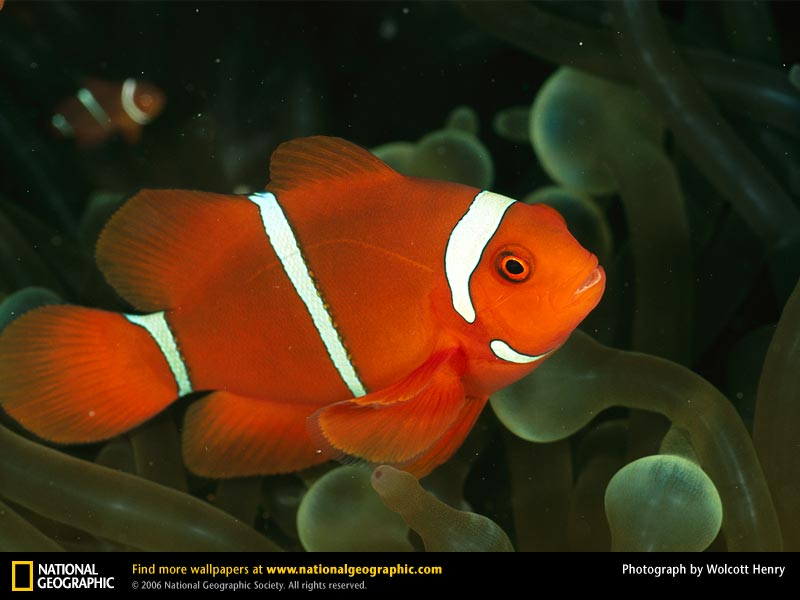 NATIONAL
GEOGRAPHIC
Find more wallpapers at www.nationalgeographic.com
© 2006 National Geographic Society. All rights reserved.
Photograph by Wolcott Henry